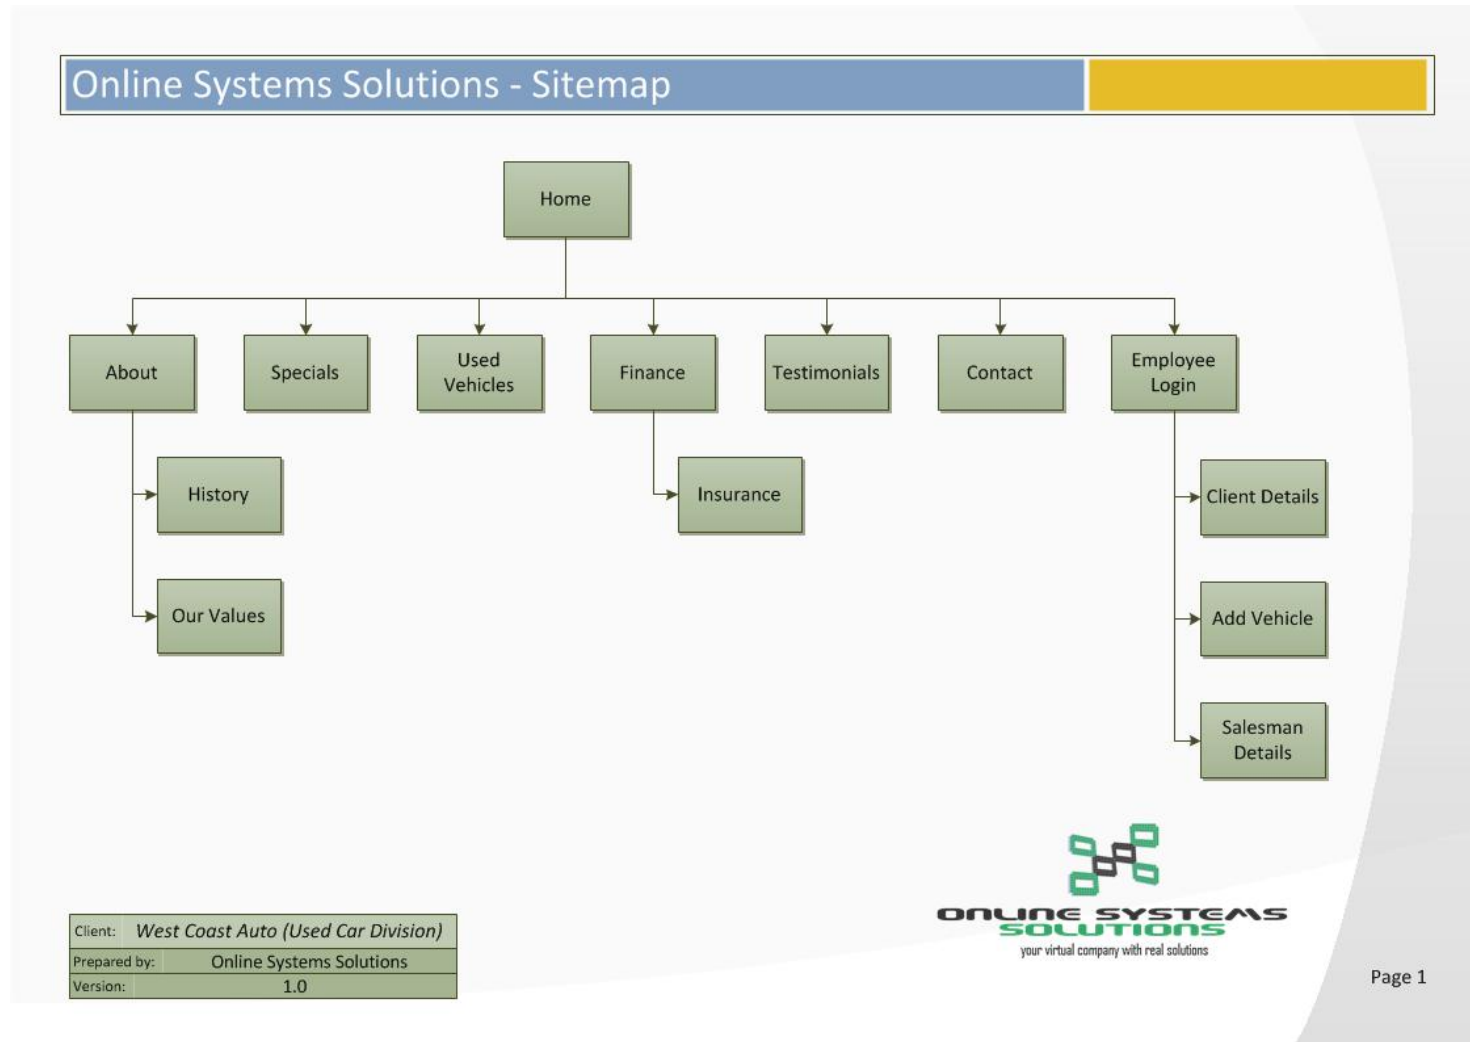 Online Systems Solutions - Sitemap
Home
About
Specials
Used
Vehicles
Finance
Testimonials
Contact
Employee
Login
History
Insurance
Client Details
Our Values
Add Vehicle
Salesman
Details
ONLINE SYSTEMS
SOLUTIONS
your virtual company with real solutions
Client: West Coast Auto (Used Car Division)
Prepared by: Online Systems Solutions
Version: 1.0
Page 1